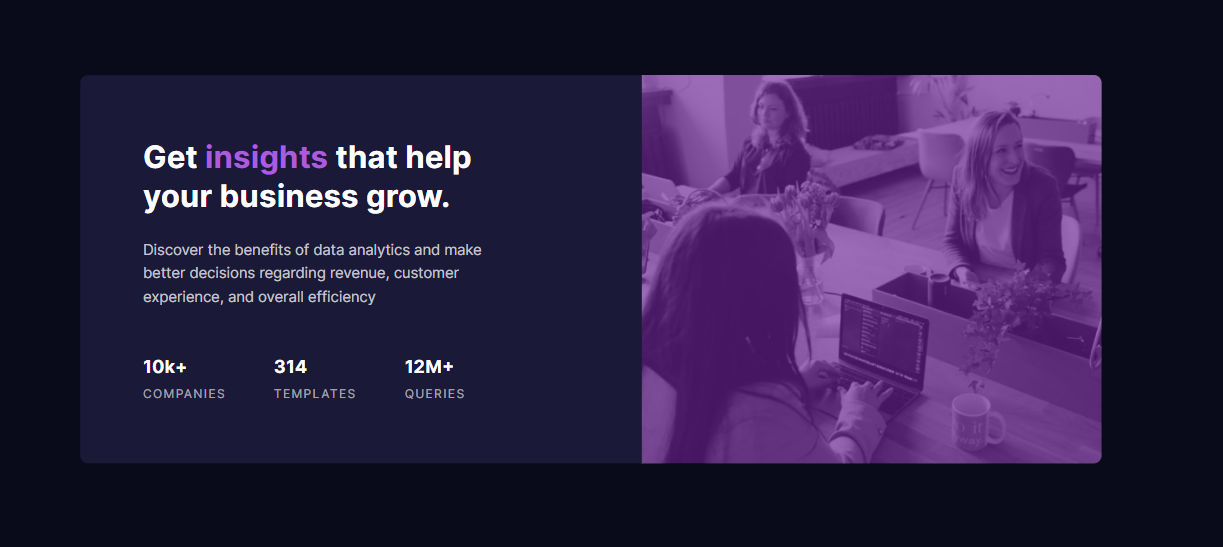 Get insights that help
your business grow.
Discover the benefits of data analytics and make
better decisions regarding revenue, customer
experience, and overall efficiency
10k+ 314 12M+
COMPANIES TEMPLATES QUERIES